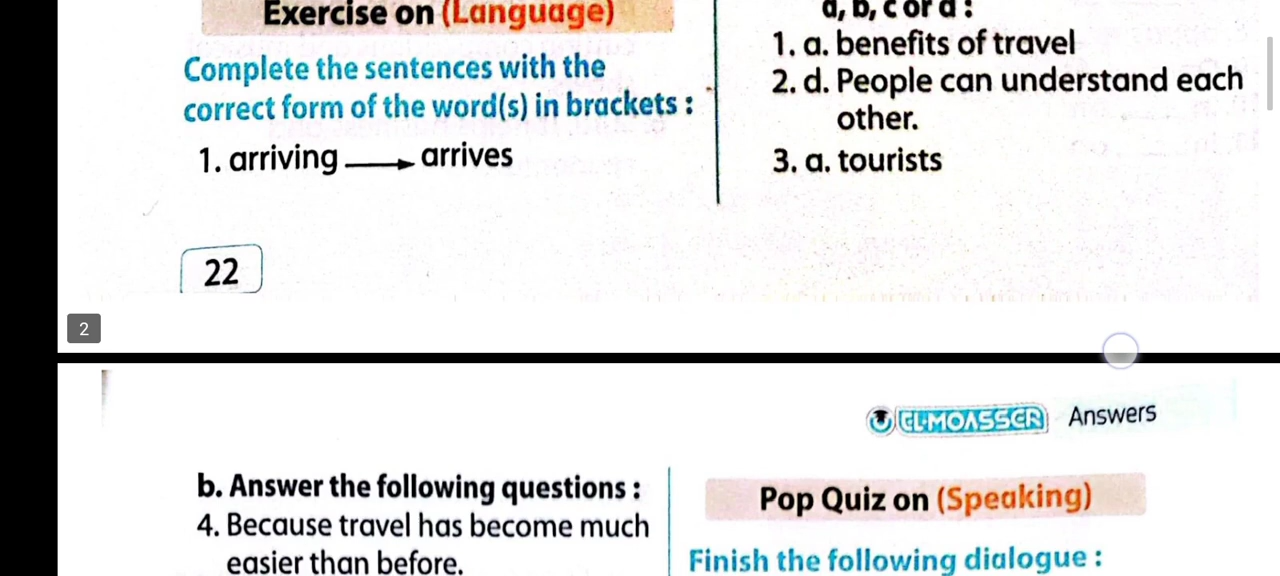 Exercise on (Language)
Complete the sentences with the
correct form of the word(s) in brackets :
1. arriving → arrives
22
a, b, c or d :
1. a. benefits of travel
2. d. People can understand each
other.
3. a. tourists
2
ELMOASSER Answers
b. Answer the following questions :
4. Because travel has become much
easier than before.
Pop Quiz on (Speaking)
Finish the following dialogue :